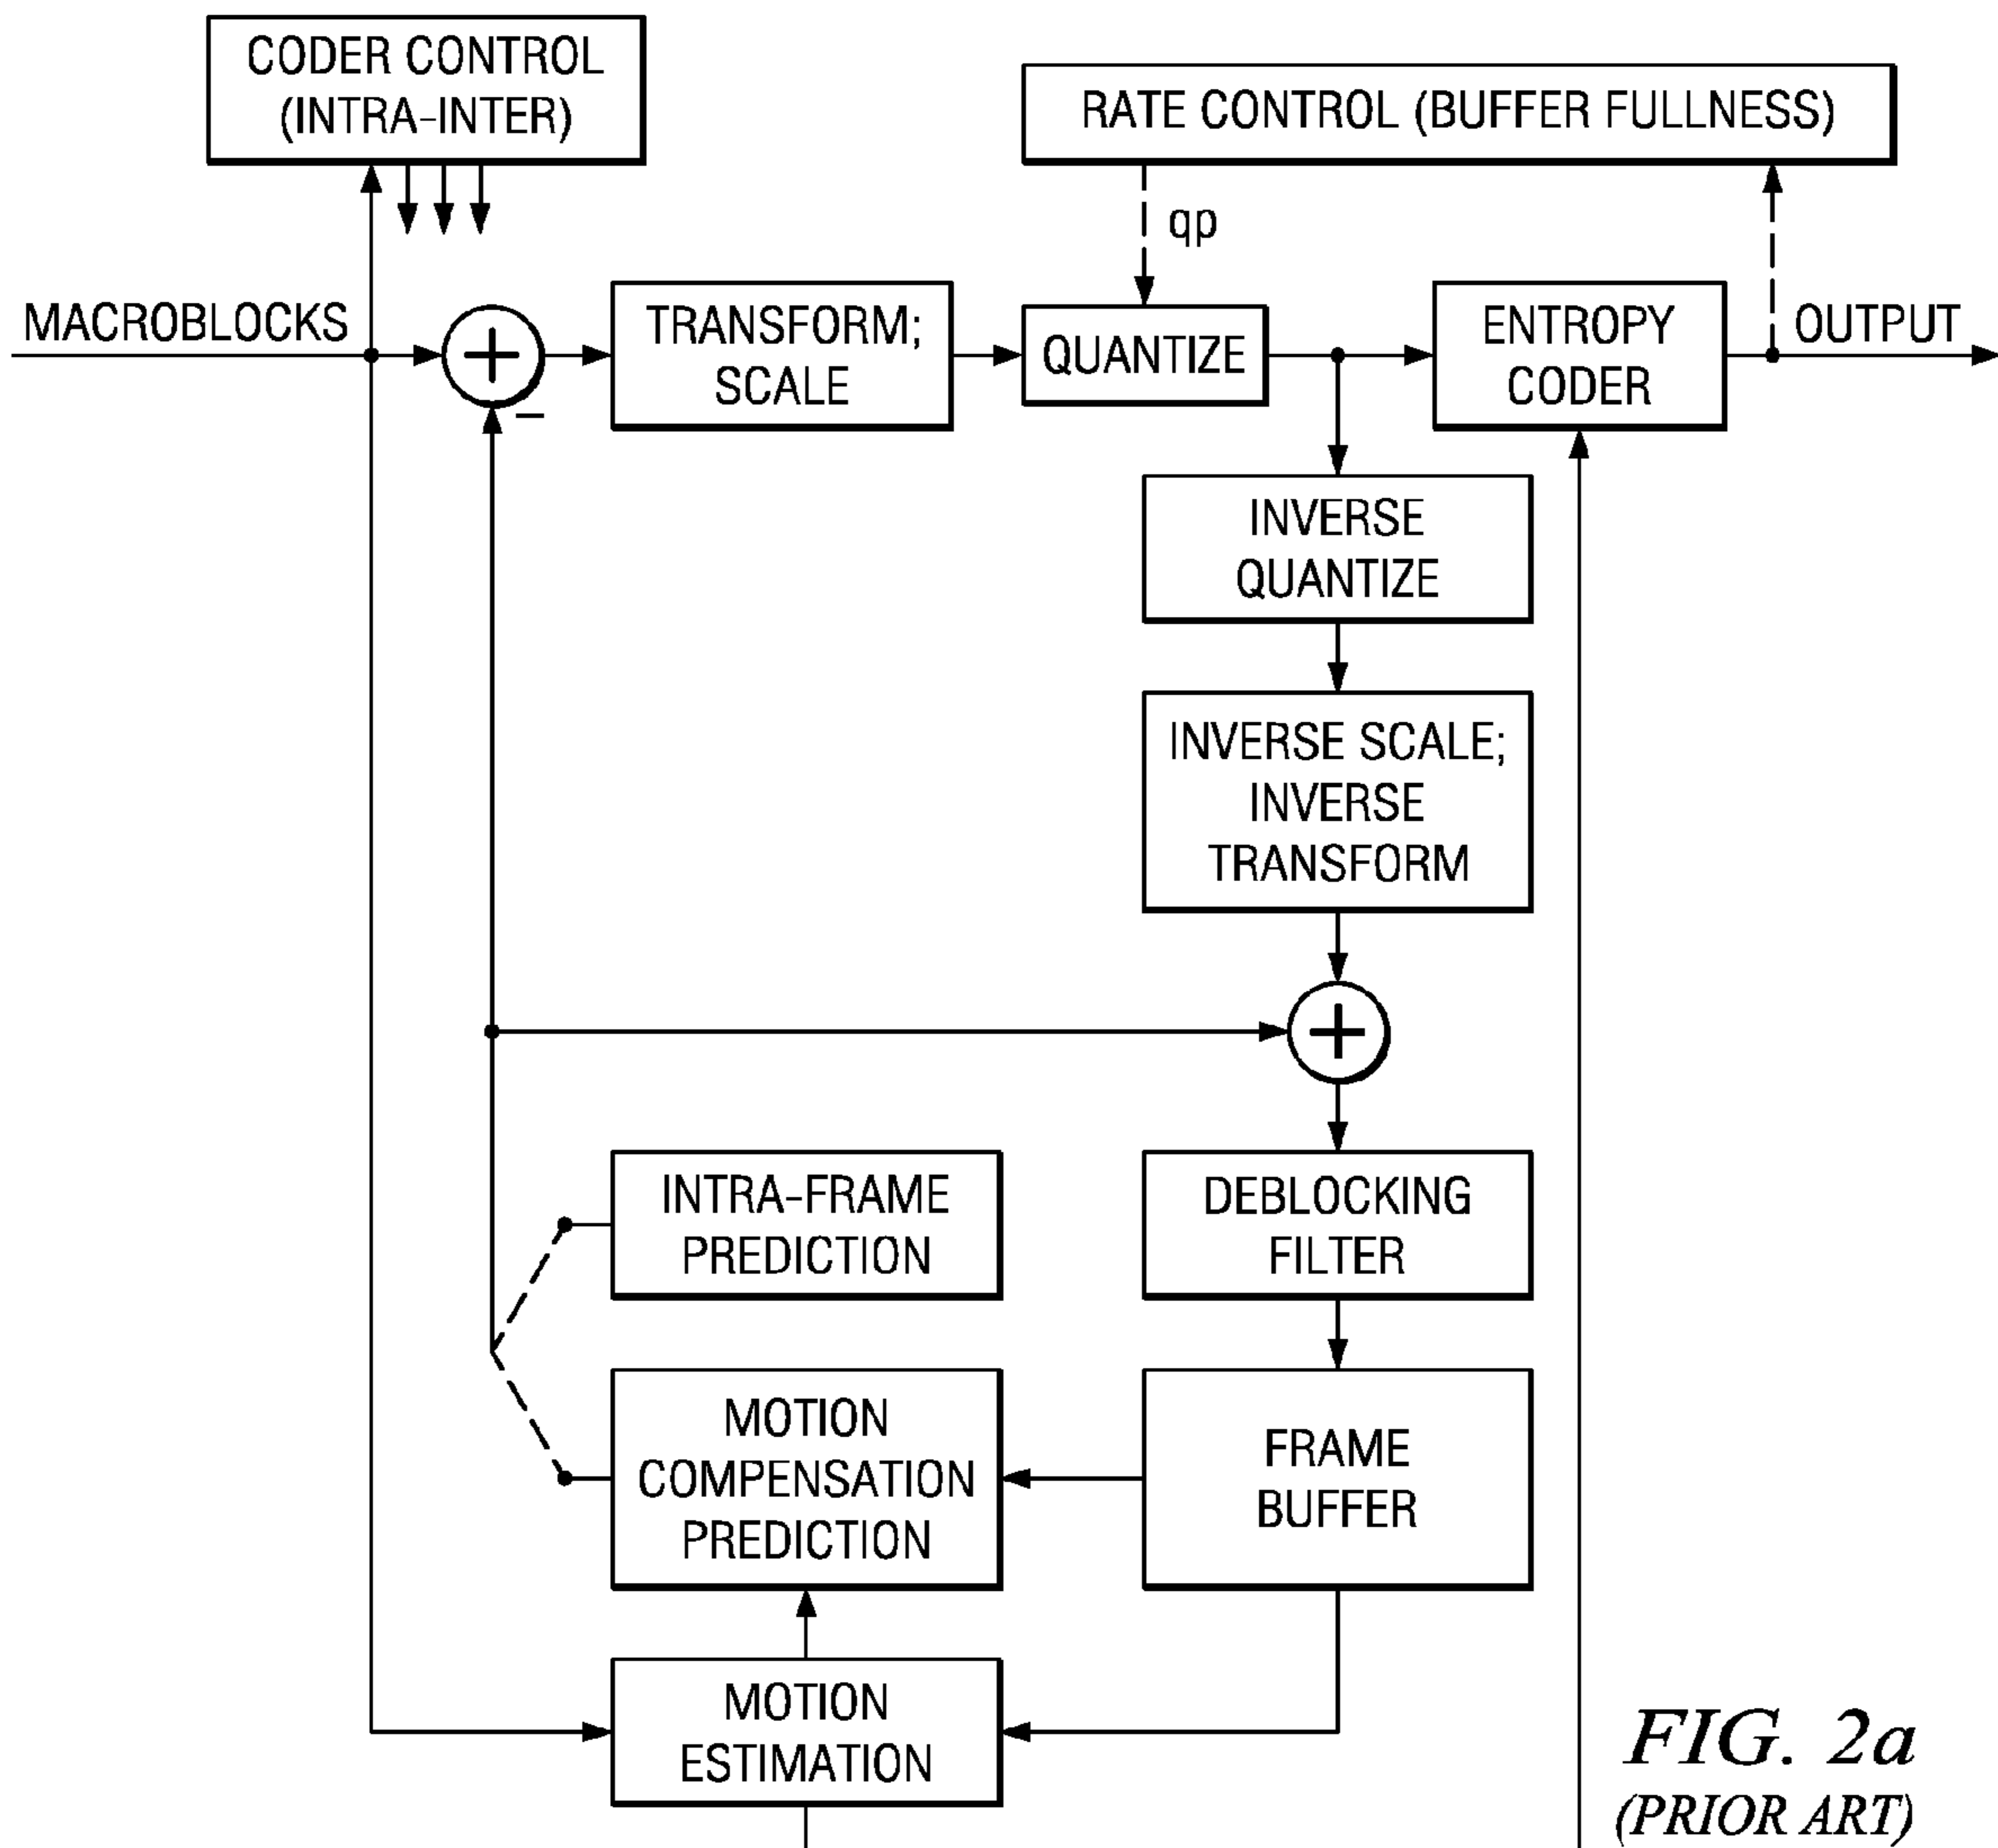 CODER CONTROL
(INTRA-INTER)
RATE CONTROL (BUFFER FULLNESS)
qp
MACROBLOCKS
+
−
TRANSFORM;
SCALE
QUANTIZE
ENTROPY
CODER
OUTPUT
INVERSE
QUANTIZE
INVERSE SCALE;
INVERSE
TRANSFORM
+
INTRA-FRAME
PREDICTION
DEBLOCKING
FILTER
MOTION
COMPENSATION
PREDICTION
FRAME
BUFFER
MOTION
ESTIMATION
FIG. 2a
(PRIOR ART)